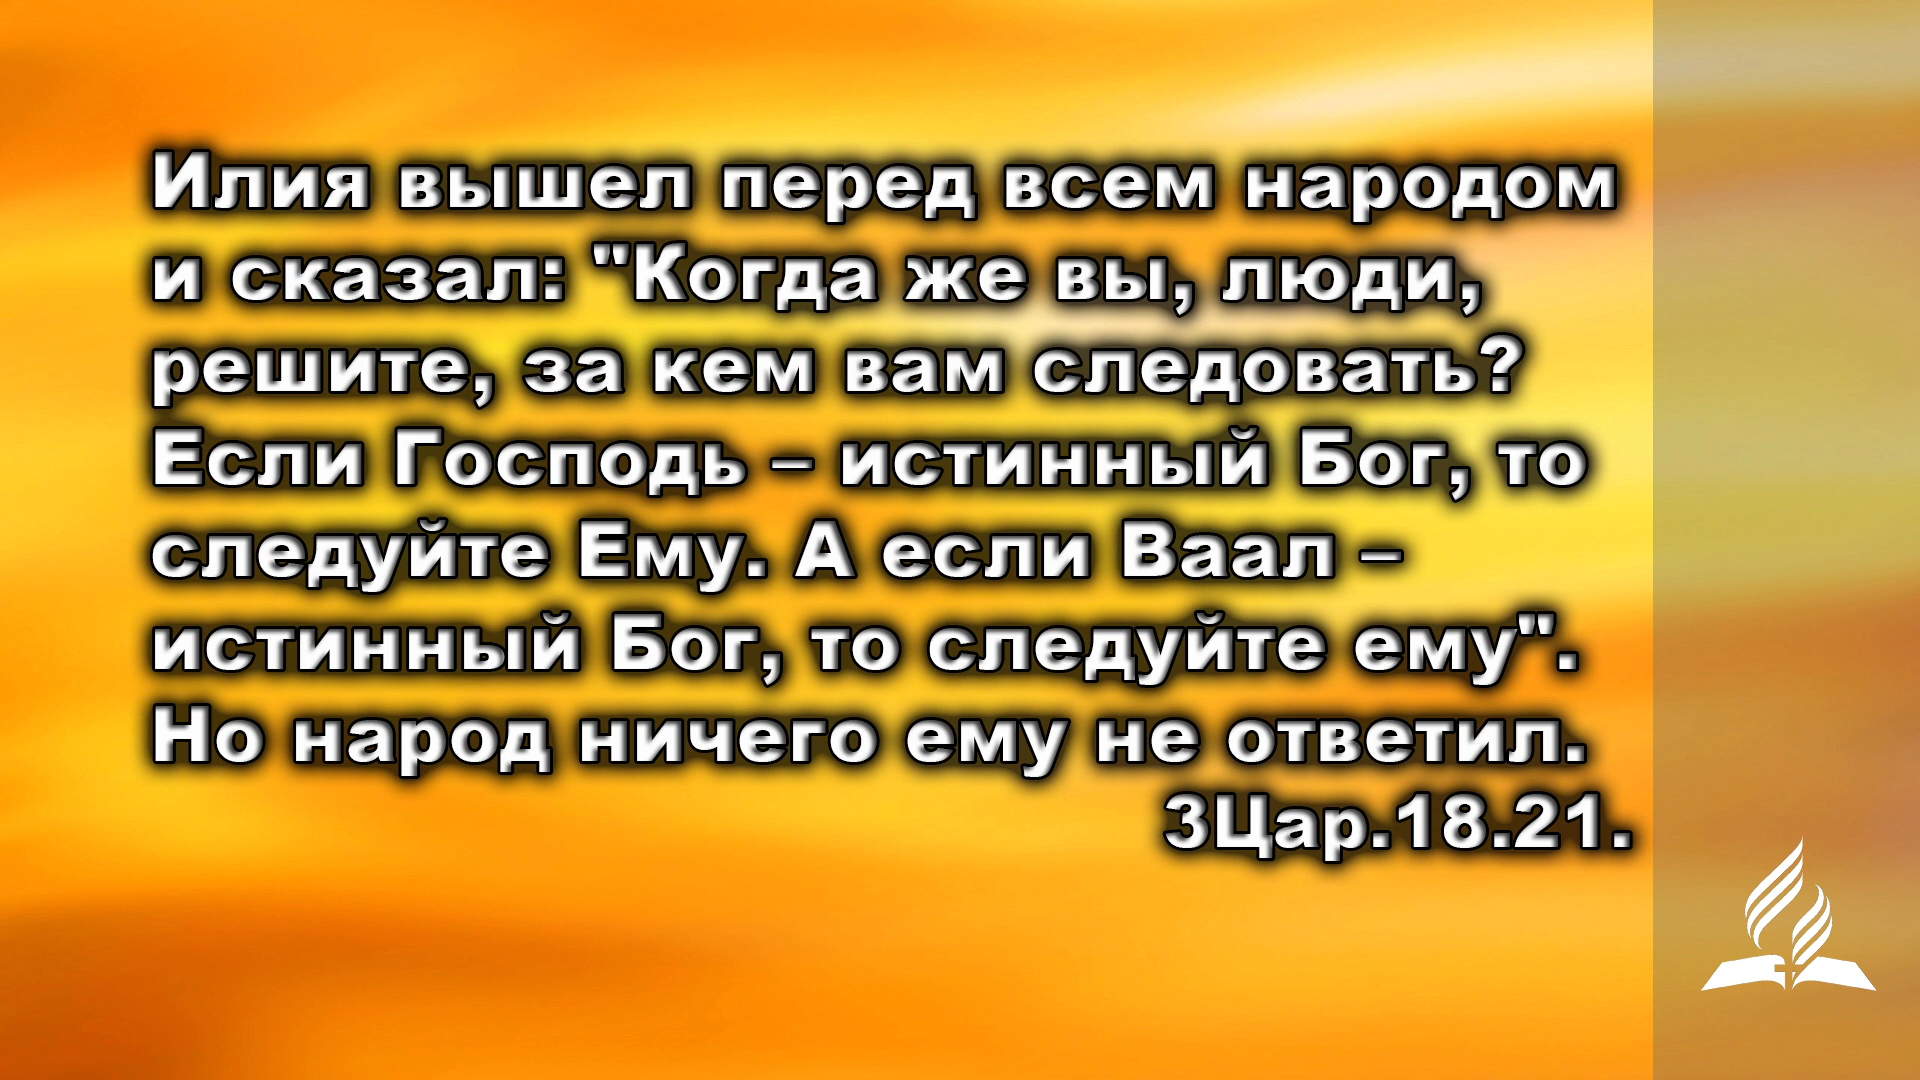 Илия вышел перед всем народом
и сказал: "Когда же вы, люди,
решите, за кем вам следовать?
Если Господь – истинный Бог, то
следуйте Ему. А если Ваал –
истинный Бог, то следуйте ему".
Но народ ничего ему не ответил.
3Цар.18.21.